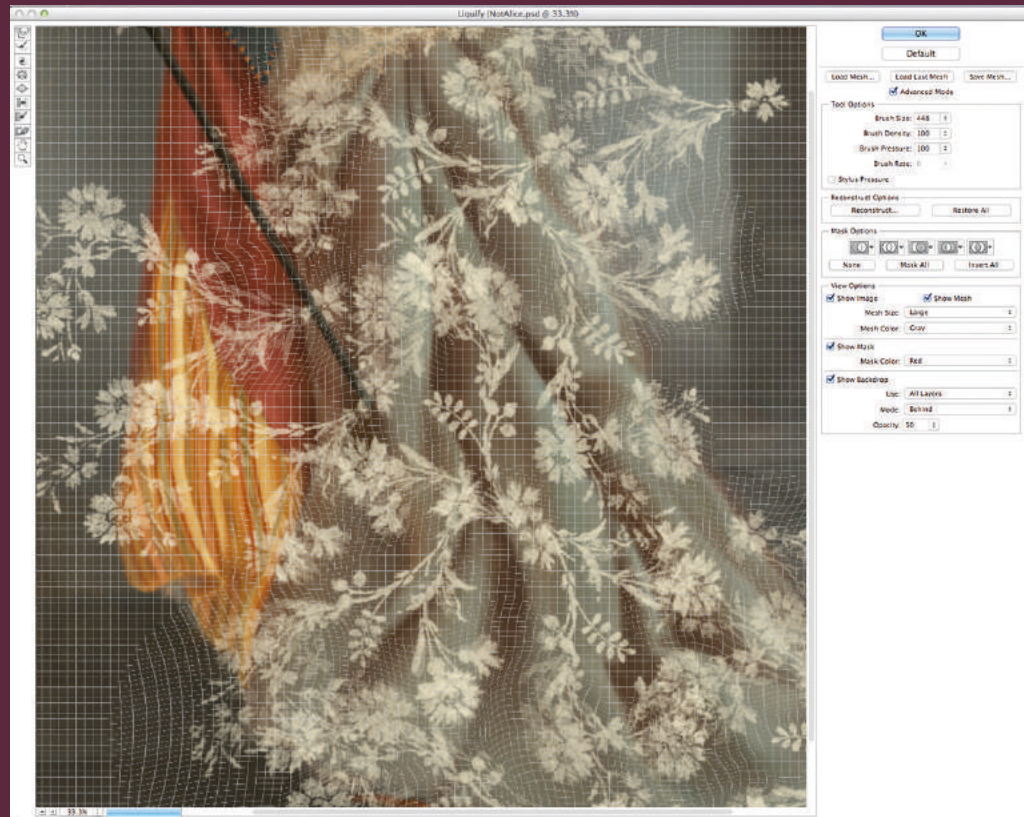 Liquify (NotAlice.psd @ 33.3%)
OK
Default
Load Mesh... Load Last Mesh Save Mesh...
Advanced Mode
Tool Options
Brush Size: 448
Brush Density: 100
Brush Pressure: 100
Brush Rate:
Stylus Pressure
Reconstruct Options
Reconstruct... Restore All
Mask Options
None Mask All Invert All
View Options
Show Image Show Mesh
Mesh Size: Large
Mesh Color: Gray
Show Mask
Mask Color: Red
Show Backdrop
Use: All Layers
Mode: Behind
Opacity: 50
33.3%